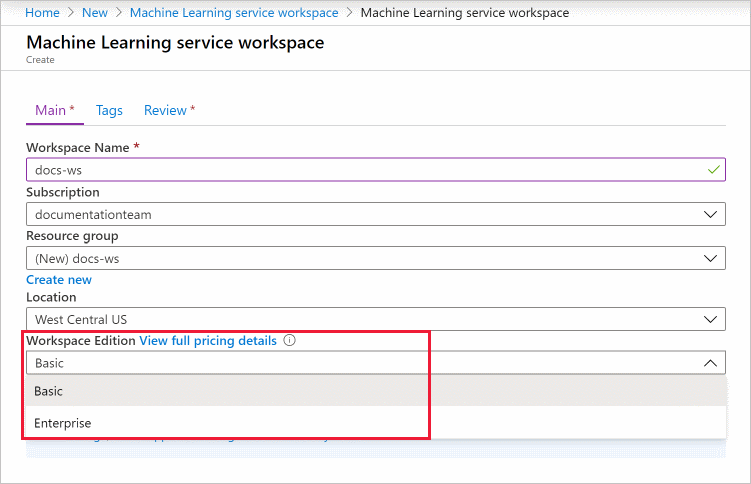 Home > New > Machine Learning service workspace > Machine Learning service workspace
Machine Learning service workspace
Create
Main * Tags Review *
Workspace Name *
docs-ws
Subscription
documentationteam
Resource group
(New) docs-ws
Create new
Location
West Central US
Workspace Edition View full pricing details
Basic
Basic
Enterprise